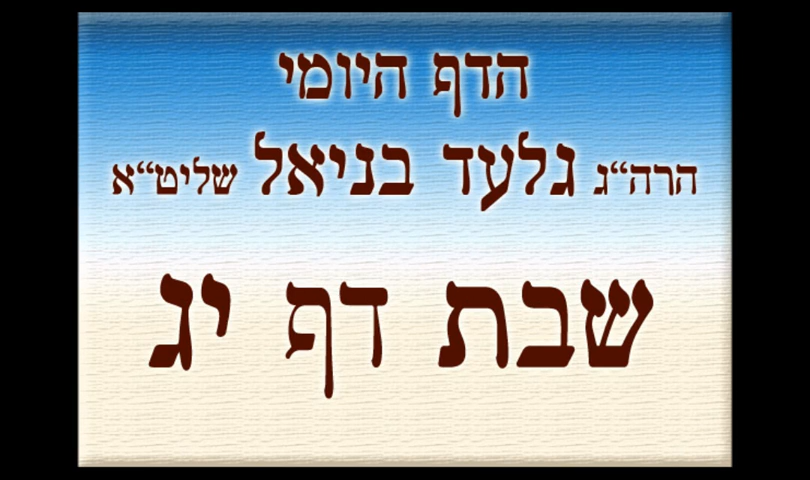 הדף היומי
הרה“ג גלעד בניאל שליט“א
שבת דף יג